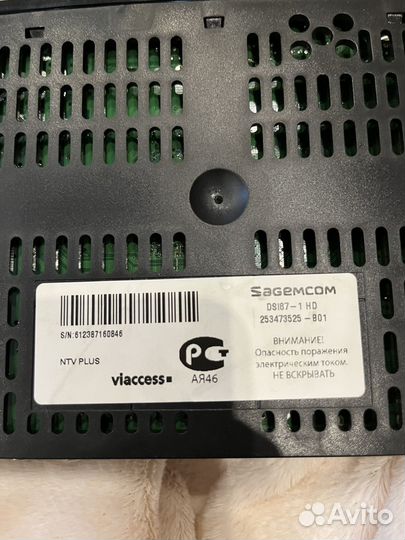 S/N:612387160846
NTV PLUS
viaccess
РСТ
АЯ46
SAGEMCOM
DSI87-1 HD
253473525-B01
ВНИМАНИЕ!
Опасность поражения
электрическим током.
НЕ ВСКРЫВАТЬ
Avito